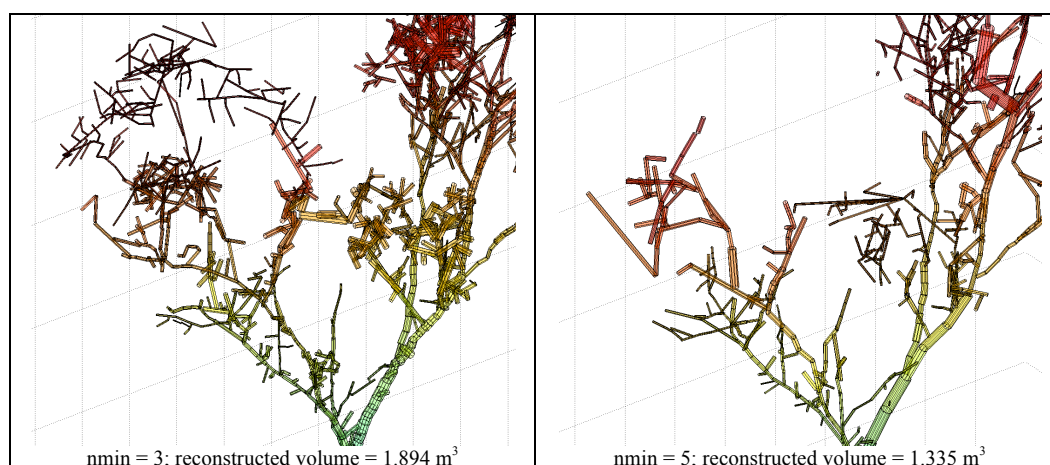 nmin = 3; reconstructed volume = 1.894 m³
nmin = 5; reconstructed volume = 1.335 m³